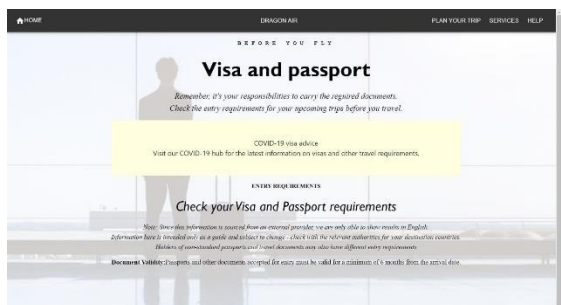 HOME
DRAGON AIR
PLAN YOUR TRIP SERVICES HELP
BEFORE YOU FLY
Visa and passport
Remember, it's your responsibilities to carry the required documents.
Check the entry requirements for your upcoming trips before you travel.
COVID-19 visa advice
Visit our COVID-19 hub for the latest information on visas and other travel requirements.
ENTRY REQUIREMENTS
Check your Visa and Passport requirements
Note: Since this information is sourced from an external provider, we are only able to show results in English.
Information here is intended only as a guide and subject to change - check with the relevant authorities for your destination countries.
Holders of non-standard passports and travel documents may also have different entry requirements
Document Validity:Passports and other documents accepted for entry must be valid for a minimum of 6 months from the arrival date.